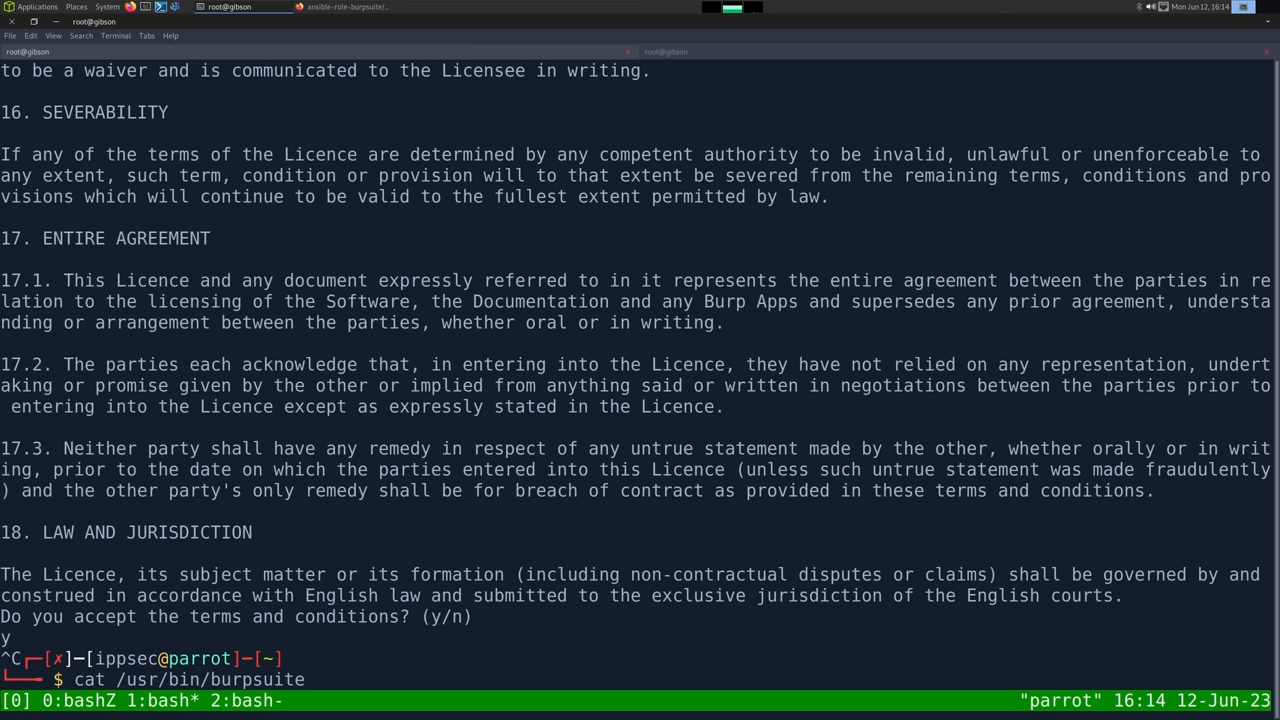 Applications Places System root@gibson ansible-role-burpsuite/... Mon Jun 12, 16:14
root@gibson
File Edit View Search Terminal Tabs Help
root@gibson root@gibson
to be a waiver and is communicated to the Licensee in writing.
16. SEVERABILITY
If any of the terms of the Licence are determined by any competent authority to be invalid, unlawful or unenforceable to
any extent, such term, condition or provision will to that extent be severed from the remaining terms, conditions and pro
visions which will continue to be valid to the fullest extent permitted by law.
17. ENTIRE AGREEMENT
17.1. This Licence and any document expressly referred to in it represents the entire agreement between the parties in re
lation to the licensing of the Software, the Documentation and any Burp Apps and supersedes any prior agreement, understa
nding or arrangement between the parties, whether oral or in writing.
17.2. The parties each acknowledge that, in entering into the Licence, they have not relied on any representation, undert
aking or promise given by the other or implied from anything said or written in negotiations between the parties prior to
 entering into the Licence except as expressly stated in the Licence.
17.3. Neither party shall have any remedy in respect of any untrue statement made by the other, whether orally or in writ
ing, prior to the date on which the parties entered into this Licence (unless such untrue statement was made fraudulently
) and the other party's only remedy shall be for breach of contract as provided in these terms and conditions.
18. LAW AND JURISDICTION
The Licence, its subject matter or its formation (including non-contractual disputes or claims) shall be governed by and
construed in accordance with English law and submitted to the exclusive jurisdiction of the English courts.
Do you accept the terms and conditions? (y/n)
y
^C┌─[✗]─[ippsec@parrot]─[~]
└──╼ $ cat /usr/bin/burpsuite
[0] 0:bashZ 1:bash* 2:bash- "parrot" 16:14 12-Jun-23